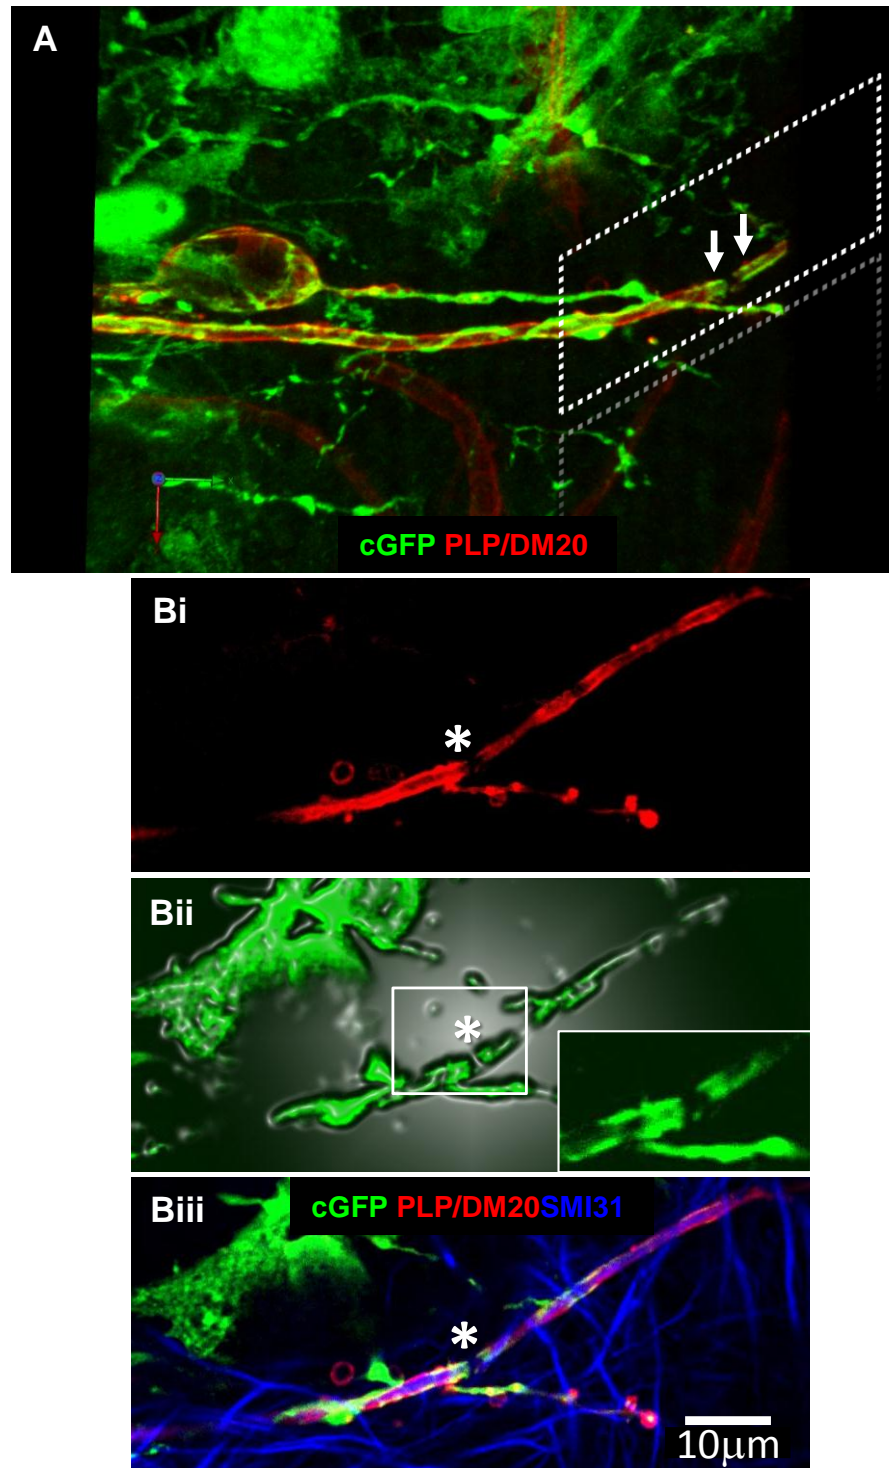 A
cGFP PLP/DM20
Bi
*
Bii
*
Biii
cGFP PLP/DM20SMI31
*
10μm